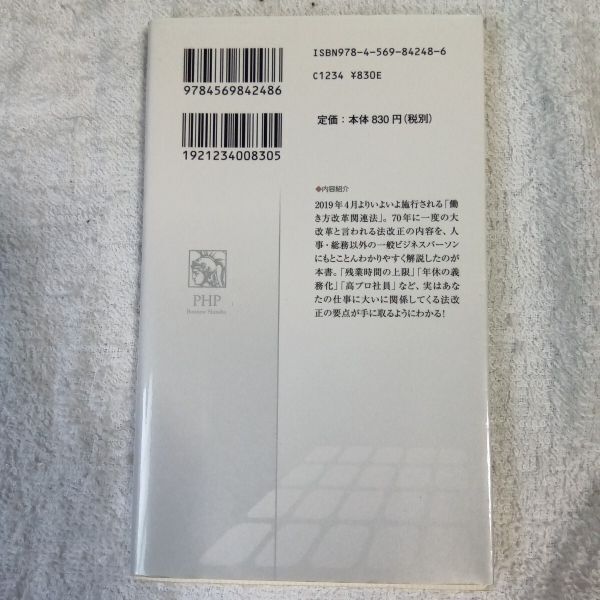 ISBN978-4-569-84248-6
C1234 ¥830E
定価：本体830円（税別）
9784569842486
1921234008305
●内容紹介
2019年4月よりいよいよ施行される「働
き方改革関連法」。70年に一度の大
改革と言われる法改正の内容を、人
事・総務以外の一般ビジネスパーソン
にもとことんわかりやすく解説したのが
本書。「残業時間の上限」「年休の義
務化」「高プロ社員」など、実はあな
たの仕事に大いに関係してくる法改
正の要点が手に取るようにわかる！
PHP
Business Shinsho